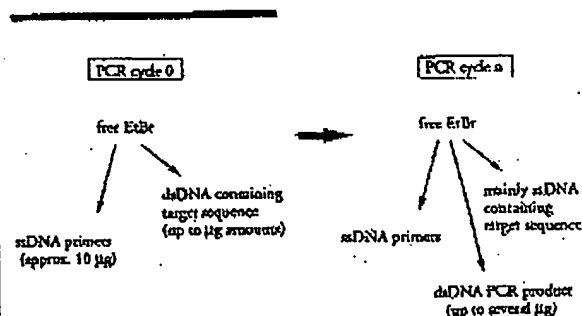 PCR cycle 0
free EtBr
dsDNA containing
target sequence
(up to µg amounts)
ssDNA primers
(approx. 10 µg)
PCR cycle n
free EtBr
mainly ssDNA
containing
target sequence
ssDNA primers
dsDNA PCR product
(up to several µg)